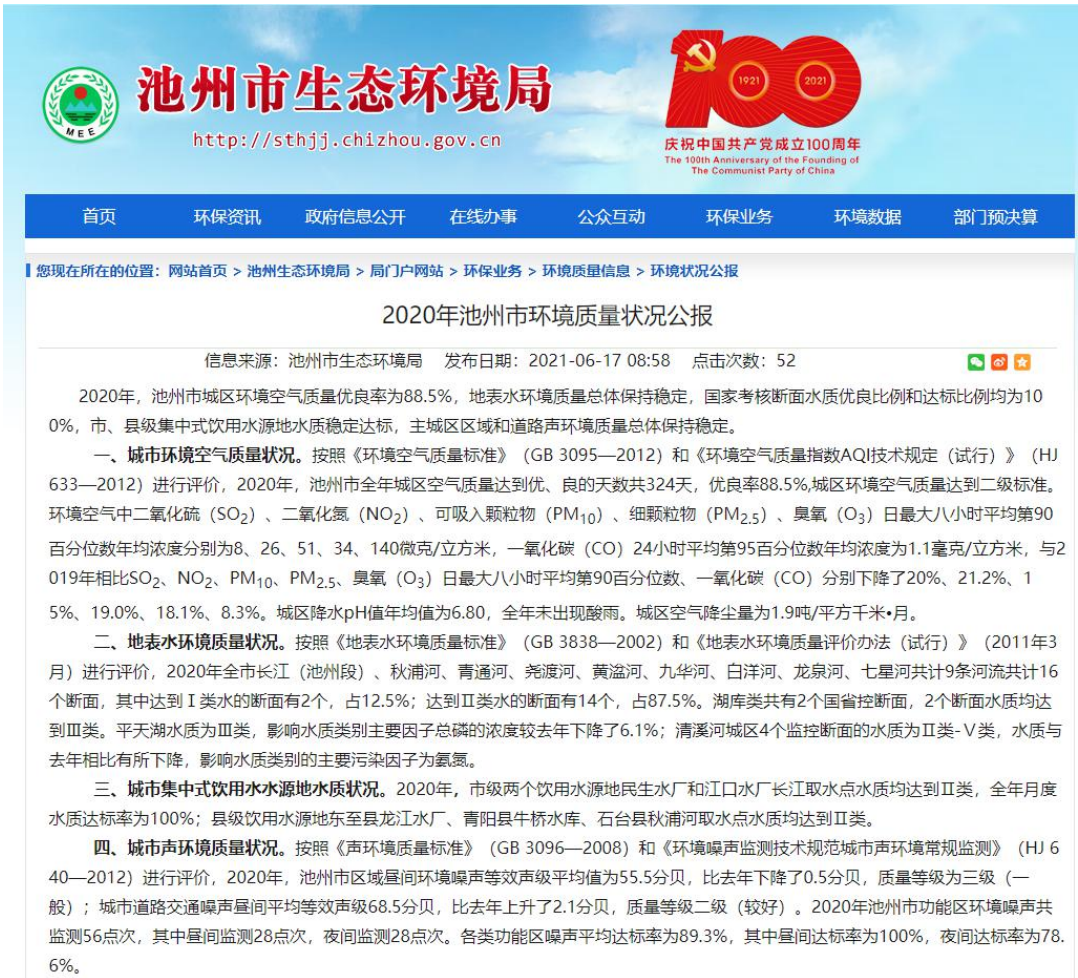 池州市生态环境局
http://sthjj.chizhou.gov.cn
MEE
1921
2021
庆祝中国共产党成立100周年
The 100th Anniversary of the Founding of
The Communist Party of China
首页 环保资讯 政府信息公开 在线办事 公众互动 环保业务 环境数据 部门预决算
您现在所在的位置：网站首页 > 池州生态环境局 > 局门户网站 > 环保业务 > 环境质量信息 > 环境状况公报
2020年池州市环境质量状况公报
信息来源：池州市生态环境局 发布日期：2021-06-17 08:58 点击次数：52
2020年，池州市城区环境空气质量优良率为88.5%，地表水环境质量总体保持稳定，国家考核断面水质优良比例和达标比例均为10
0%，市、县级集中式饮用水源地水质稳定达标，主城区区域和道路声环境质量总体保持稳定。
一、城市环境空气质量状况。按照《环境空气质量标准》（GB 3095—2012）和《环境空气质量指数AQI技术规定（试行）》（HJ
633—2012）进行评价，2020年，池州市全年城区空气质量达到优、良的天数共324天，优良率88.5%,城区环境空气质量达到二级标准。
环境空气中二氧化硫（SO₂）、二氧化氮（NO₂）、可吸入颗粒物（PM₁₀）、细颗粒物（PM₂.₅）、臭氧（O₃）日最大八小时平均第90
百分位数年均浓度分别为8、26、51、34、140微克/立方米，一氧化碳（CO）24小时平均第95百分位数年均浓度为1.1毫克/立方米，与2
019年相比SO₂、NO₂、PM₁₀、PM₂.₅、臭氧（O₃）日最大八小时平均第90百分位数、一氧化碳（CO）分别下降了20%、21.2%、1
5%、19.0%、18.1%、8.3%。城区降水pH值年均值为6.80，全年未出现酸雨。城区空气降尘量为1.9吨/平方千米•月。
二、地表水环境质量状况。按照《地表水环境质量标准》（GB 3838—2002）和《地表水环境质量评价办法（试行）》（2011年3
月）进行评价，2020年全市长江（池州段）、秋浦河、青通河、尧渡河、黄湓河、九华河、白洋河、龙泉河、七星河共计9条河流共计16
个断面，其中达到Ⅰ类水的断面有2个，占12.5%；达到Ⅱ类水的断面有14个，占87.5%。湖库类共有2个国省控断面，2个断面水质均达
到Ⅲ类。平天湖水质为Ⅲ类，影响水质类别主要因子总磷的浓度较去年下降了6.1%；清溪河城区4个监控断面的水质为Ⅱ类-Ⅴ类，水质与
去年相比有所下降，影响水质类别的主要污染因子为氨氮。
三、城市集中式饮用水水源地水质状况。2020年，市级两个饮用水源地民生水厂和江口水厂长江取水点水质均达到Ⅱ类，全年月度
水质达标率为100%；县级饮用水源地东至县龙江水厂、青阳县牛桥水库、石台县秋浦河取水点水质均达到Ⅱ类。
四、城市声环境质量状况。按照《声环境质量标准》（GB 3096—2008）和《环境噪声监测技术规范城市声环境常规监测》（HJ 6
40—2012）进行评价，2020年，池州市区域昼间环境噪声等效声级平均值为55.5分贝，比去年下降了0.5分贝，质量等级为三级（一
般）；城市道路交通噪声昼间平均等效声级68.5分贝，比去年上升了2.1分贝，质量等级二级（较好）。2020年池州市功能区环境噪声共
监测56点次，其中昼间监测28点次，夜间监测28点次。各类功能区噪声平均达标率为89.3%，其中昼间达标率为100%，夜间达标率为78.
6%。